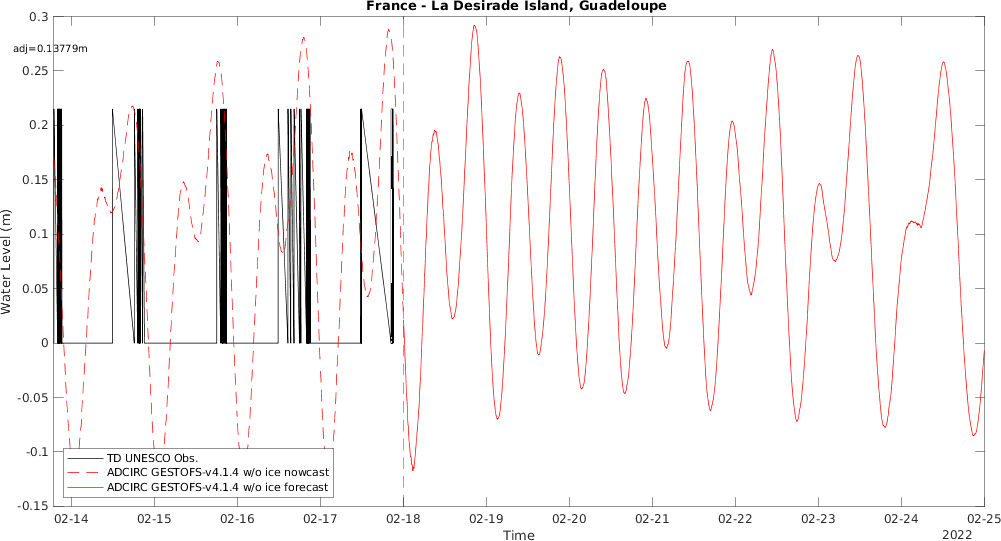 France - La Desirade Island, Guadeloupe
adj=0.13779m
0.3
0.25
0.2
0.15
0.1
0.05
0
-0.05
-0.1
-0.15
Water Level (m)
TD UNESCO Obs.
ADCIRC GESTOFS-v4.1.4 w/o ice nowcast
ADCIRC GESTOFS-v4.1.4 w/o ice forecast
02-14 02-15 02-16 02-17 02-18 02-19 02-20 02-21 02-22 02-23 02-24 02-25
Time
2022